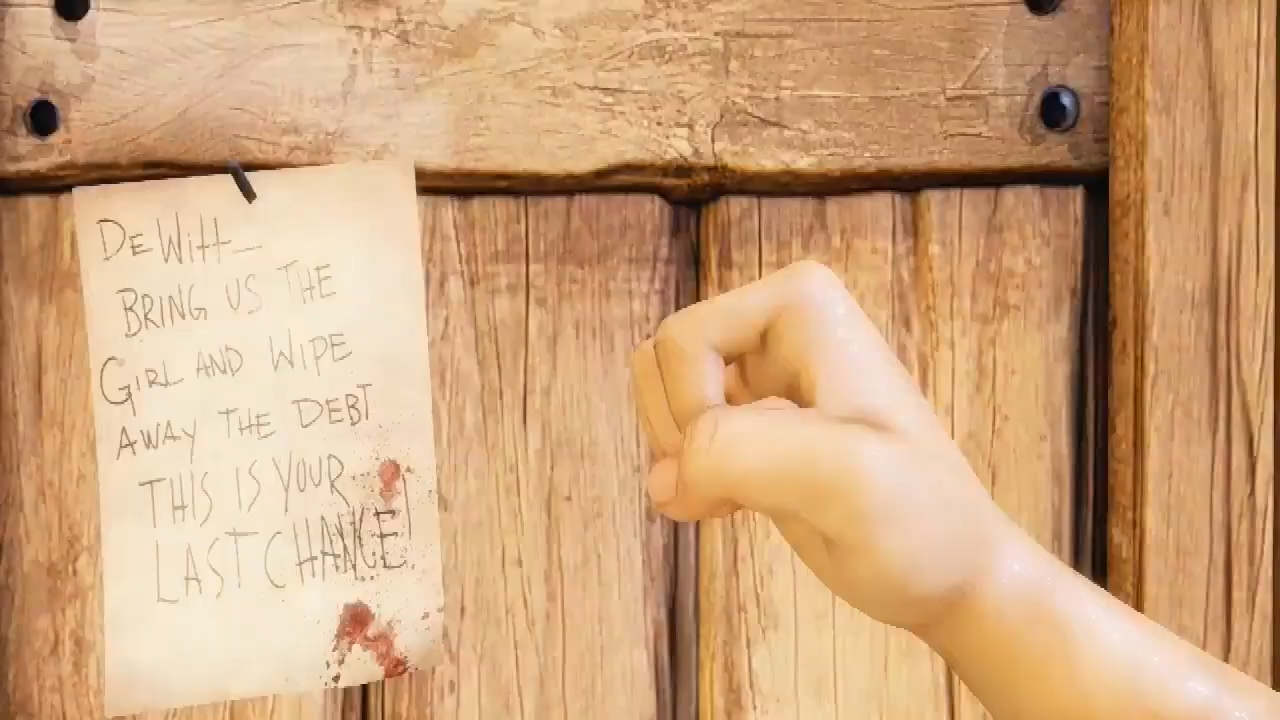 DeWitt—
BRING US THE
GIRL AND WIPE
AWAY THE DEBT
THIS IS YOUR
LAST CHANCE!